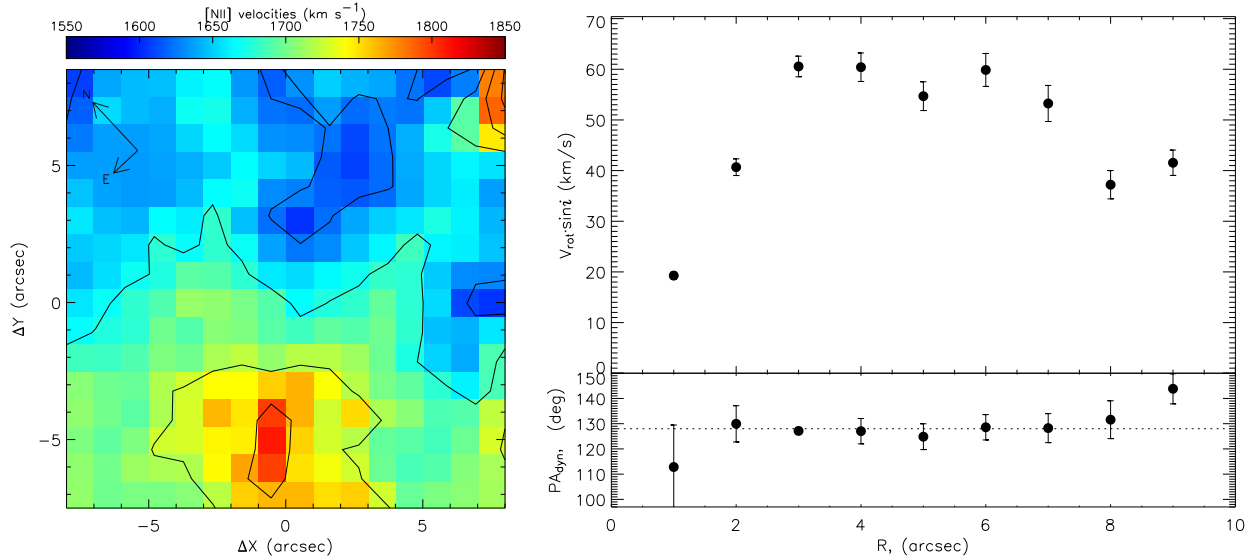 [NII] velocities (km s⁻¹)
1550 1600 1650 1700 1750 1800 1850
N
E
5
0
−5
ΔY (arcsec)
−5 0 5
ΔX (arcsec)
70
60
50
40
30
20
10
0
V_rot·sin i (km/s)
150
140
130
120
110
100
PA_dyn, (deg)
0 2 4 6 8 10
R, (arcsec)